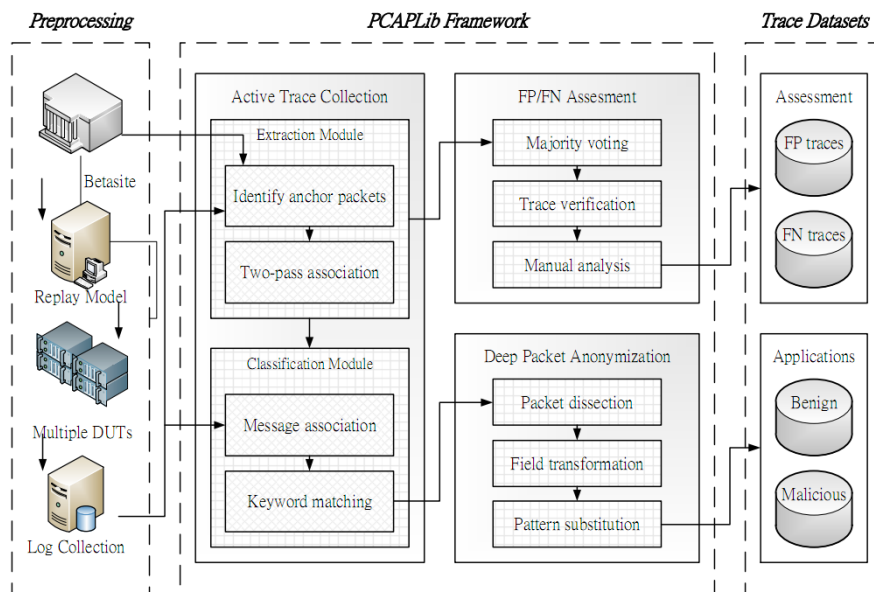 Preprocessing
PCAPLib Framework
Trace Datasets
Betasite
Replay Model
Multiple DUTs
Log Collection
Active Trace Collection
Extraction Module
Identify anchor packets
Two-pass association
Classification Module
Message association
Keyword matching
FP/FN Assesment
Majority voting
Trace verification
Manual analysis
Deep Packet Anonymization
Packet dissection
Field transformation
Pattern substitution
Assessment
FP traces
FN traces
Applications
Benign
Malicious